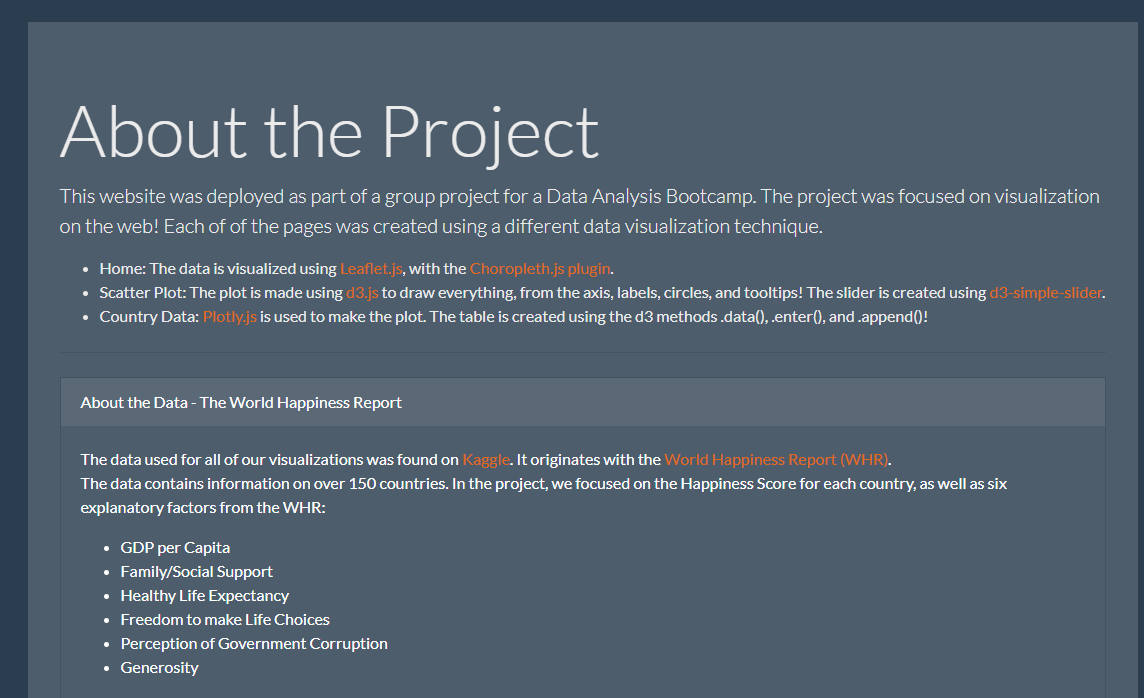 About the Project
This website was deployed as part of a group project for a Data Analysis Bootcamp. The project was focused on visualization
on the web! Each of of the pages was created using a different data visualization technique.
• Home: The data is visualized using Leaflet.js, with the Choropleth.js plugin.
• Scatter Plot: The plot is made using d3.js to draw everything, from the axis, labels, circles, and tooltips! The slider is created using d3-simple-slider.
• Country Data: Plotly.js is used to make the plot. The table is created using the d3 methods .data(), .enter(), and .append()!
About the Data - The World Happiness Report
The data used for all of our visualizations was found on Kaggle. It originates with the World Happiness Report (WHR).
The data contains information on over 150 countries. In the project, we focused on the Happiness Score for each country, as well as six
explanatory factors from the WHR:
• GDP per Capita
• Family/Social Support
• Healthy Life Expectancy
• Freedom to make Life Choices
• Perception of Government Corruption
• Generosity